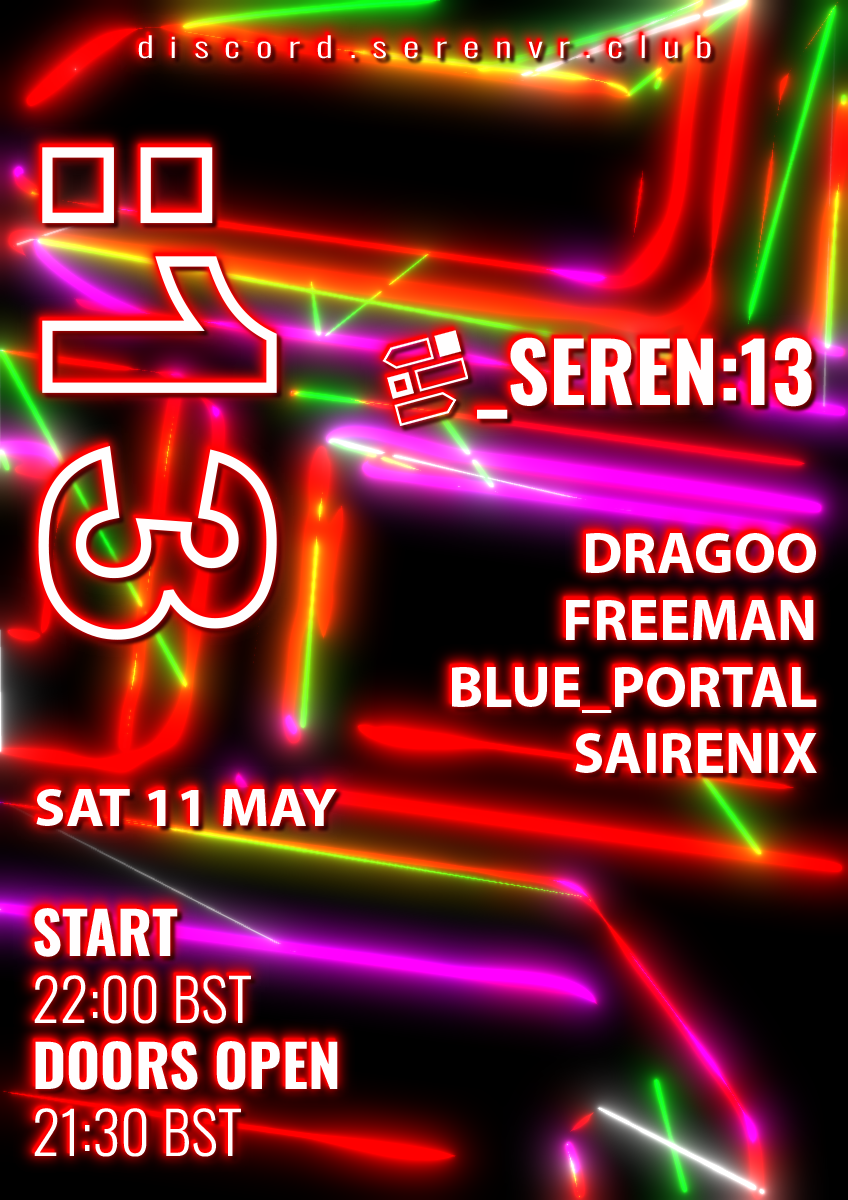 discord.serenvr.club
:13
_SEREN:13
DRAGOO
FREEMAN
BLUE_PORTAL
SAIRENIX
SAT 11 MAY
START
22:00 BST
DOORS OPEN
21:30 BST